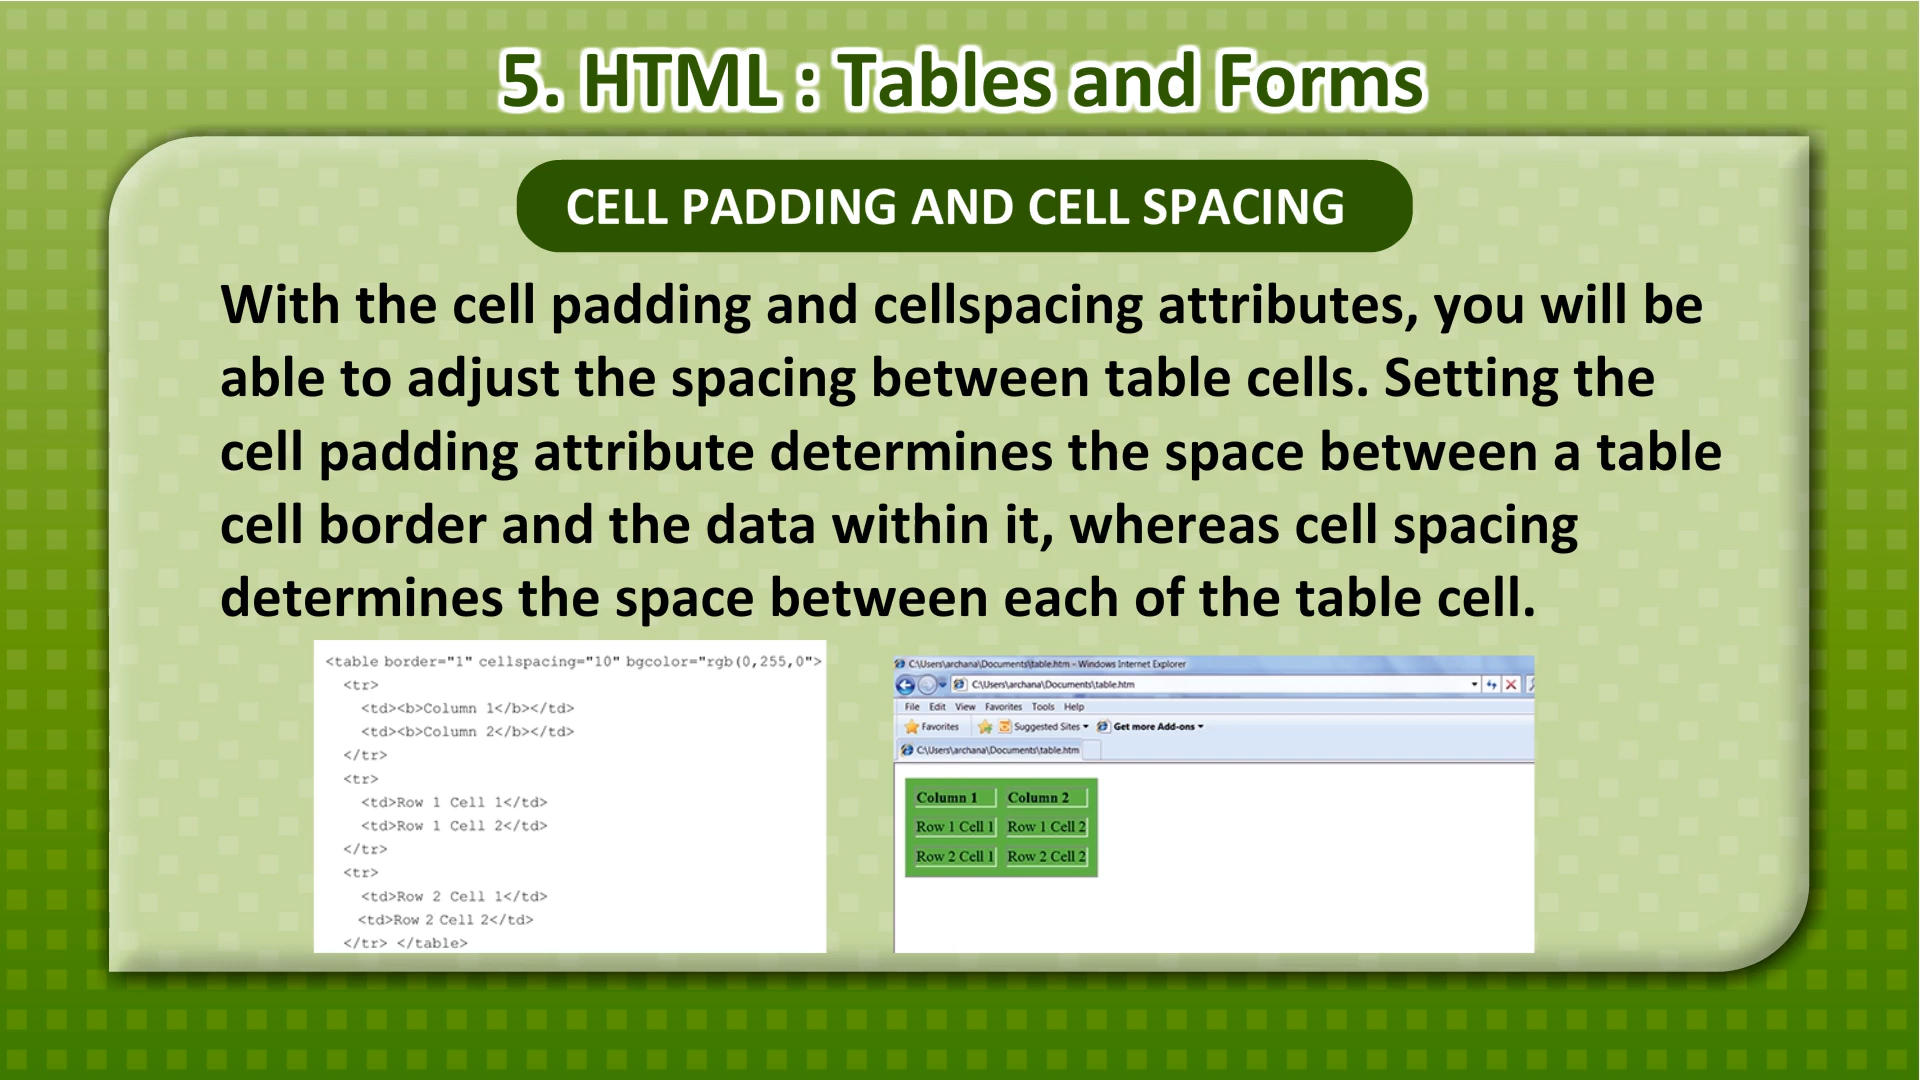 5. HTML : Tables and Forms
CELL PADDING AND CELL SPACING
With the cell padding and cellspacing attributes, you will be
able to adjust the spacing between table cells. Setting the
cell padding attribute determines the space between a table
cell border and the data within it, whereas cell spacing
determines the space between each of the table cell.
<table border="1" cellspacing="10" bgcolor="rgb(0,255,0">
<tr>
<td><b>Column 1</b></td>
<td><b>Column 2</b></td>
</tr>
<tr>
<td>Row 1 Cell 1</td>
<td>Row 1 Cell 2</td>
</tr>
<tr>
<td>Row 2 Cell 1</td>
<td>Row 2 Cell 2</td>
</tr> </table>
C:\Users\archana\Documents\table.htm - Windows Internet Explorer
C:\Users\archana\Documents\table.htm
File Edit View Favorites Tools Help
Favorites Suggested Sites Get more Add-ons
C:\Users\archana\Documents\table.htm
Column 1 Column 2
Row 1 Cell 1 Row 1 Cell 2
Row 2 Cell 1 Row 2 Cell 2